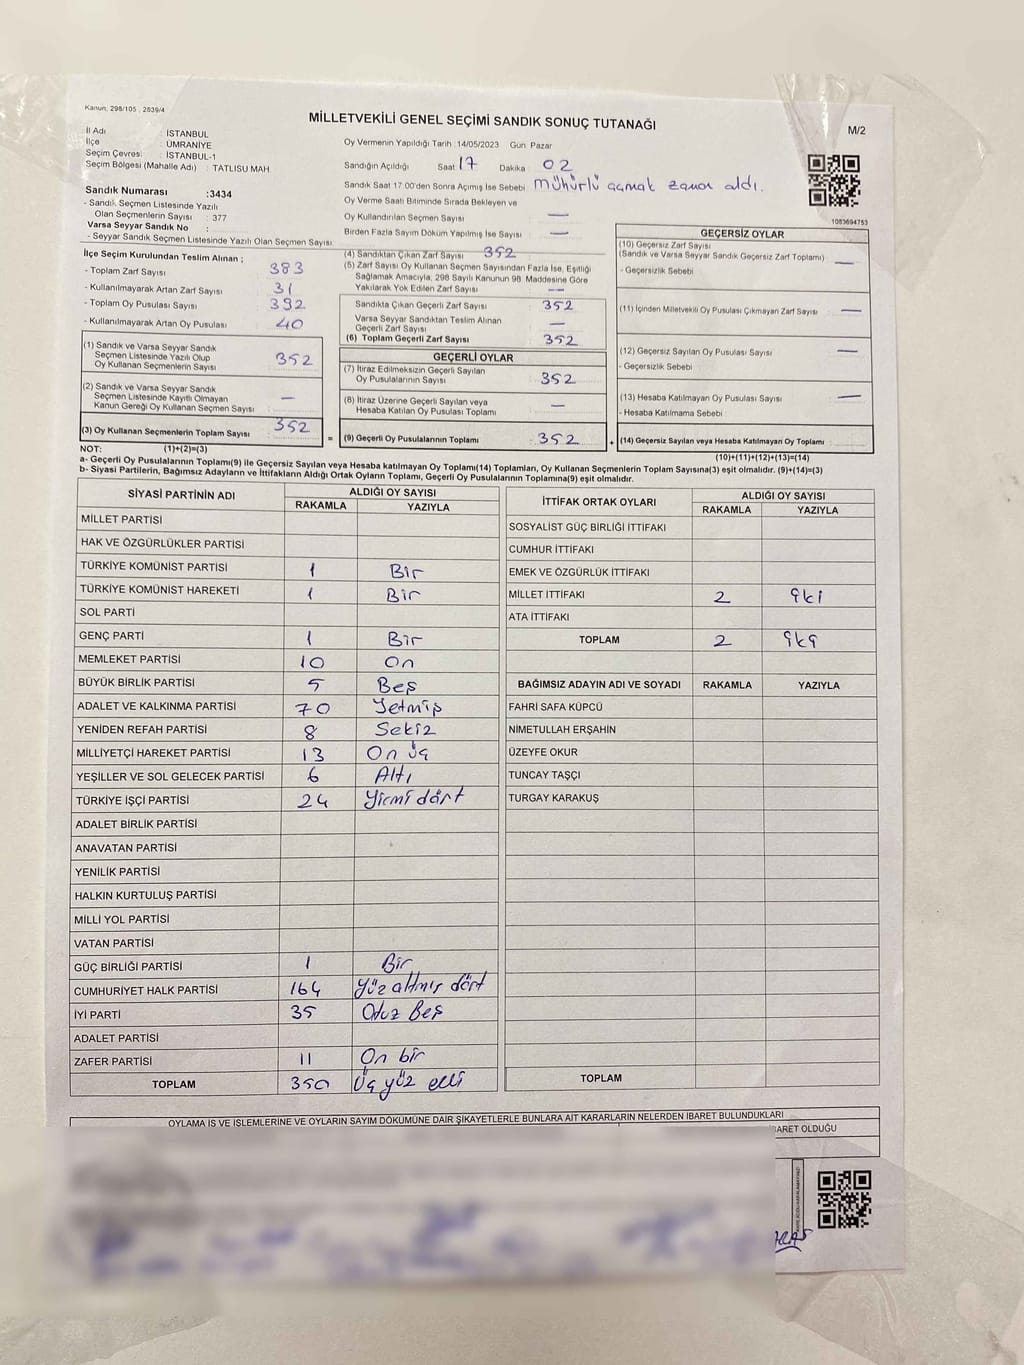 Kanun, 298/105 , 2839/4
MİLLETVEKİLİ GENEL SEÇİMİ SANDIK SONUÇ TUTANAĞI
M/2
İl Adı : İSTANBUL
İlçe : ÜMRANİYE
Seçim Çevresi : İSTANBUL-1
Seçim Bölgesi (Mahalle Adı) : TATLISU MAH
Sandık Numarası :3434
- Sandık Seçmen Listesinde Yazılı
Olan Seçmenlerin Sayısı : 377
Varsa Seyyar Sandık No :
- Seyyar Sandık Seçmen Listesinde Yazılı Olan Seçmen Sayısı
Oy Vermenin Yapıldığı Tarih 14/05/2023 Gün Pazar
Sandığın Açıldığı Saat 17 Dakika 02
Sandık Saat 17.00'den Sonra Açılmış İse Sebebi mühürlü açmak zaman aldı.
Oy Verme Saati Bitiminde Sırada Bekleyen ve
Oy Kullandırılan Seçmen Sayısı —
Birden Fazla Sayım Döküm Yapılmış İse Sayısı —
1083694753
İlçe Seçim Kurulundan Teslim Alınan ;
- Toplam Zarf Sayısı 383
- Kullanılmayarak Artan Zarf Sayısı 31
- Toplam Oy Pusulası Sayısı 392
- Kullanılmayarak Artan Oy Pusulası 40
(1) Sandık ve Varsa Seyyar Sandık
Seçmen Listesinde Yazılı Olup
Oy Kullanan Seçmenlerin Sayısı 352
(2) Sandık ve Varsa Seyyar Sandık
Seçmen Listesinde Kayıtlı Olmayan
Kanun Gereği Oy Kullanan Seçmen Sayısı —
(3) Oy Kullanan Seçmenlerin Toplam Sayısı 352
(4) Sandıktan Çıkan Zarf Sayısı 352
(5) Zarf Sayısı Oy Kullanan Seçmen Sayısından Fazla İse, Eşitliği
Sağlamak Amacıyla; 298 Sayılı Kanunun 98. Maddesine Göre
Yakılarak Yok Edilen Zarf Sayısı —
Sandıkta Çıkan Geçerli Zarf Sayısı 352
Varsa Seyyar Sandıktan Teslim Alınan
Geçerli Zarf Sayısı —
(6) Toplam Geçerli Zarf Sayısı 352
GEÇERLİ OYLAR
(7) İtiraz Edilmeksizin Geçerli Sayılan
Oy Pusulalarının Sayısı 352
(8) İtiraz Üzerine Geçerli Sayılan veya
Hesaba Katılan Oy Pusulası Toplamı —
= (9) Geçerli Oy Pusulalarının Toplamı 352
GEÇERSİZ OYLAR
(10) Geçersiz Zarf Sayısı
(Sandık ve Varsa Seyyar Sandık Geçersiz Zarf Toplamı) —
- Geçersizlik Sebebi
(11) İçinden Milletvekili Oy Pusulası Çıkmayan Zarf Sayısı —
(12) Geçersiz Sayılan Oy Pusulası Sayısı —
- Geçersizlik Sebebi
(13) Hesaba Katılmayan Oy Pusulası Sayısı —
- Hesaba Katılmama Sebebi
+ (14) Geçersiz Sayılan veya Hesaba Katılmayan Oy Toplamı
NOT: (1)+(2)=(3)
(10)+(11)+(12)+(13)=(14)
a- Geçerli Oy Pusulalarının Toplamı(9) ile Geçersiz Sayılan veya Hesaba katılmayan Oy Toplamı(14) Toplamları, Oy Kullanan Seçmenlerin Toplam Sayısına(3) eşit olmalıdır. (9)+(14)=(3)
b- Siyasi Partilerin, Bağımsız Adayların ve İttifakların Aldığı Ortak Oyların Toplamı, Geçerli Oy Pusulalarının Toplamına(9) eşit olmalıdır.
SİYASİ PARTİNİN ADI
ALDIĞI OY SAYISI
RAKAMLA YAZIYLA
MİLLET PARTİSİ
HAK VE ÖZGÜRLÜKLER PARTİSİ
TÜRKİYE KOMÜNİST PARTİSİ 1 Bir
TÜRKİYE KOMÜNİST HAREKETİ 1 Bir
SOL PARTİ
GENÇ PARTİ 1 Bir
MEMLEKET PARTİSİ 10 On
BÜYÜK BİRLİK PARTİSİ 5 Beş
ADALET VE KALKINMA PARTİSİ 70 Yetmiş
YENİDEN REFAH PARTİSİ 8 Sekiz
MİLLİYETÇİ HAREKET PARTİSİ 13 On üç
YEŞİLLER VE SOL GELECEK PARTİSİ 6 Altı
TÜRKİYE İŞÇİ PARTİSİ 24 Yirmi dört
ADALET BİRLİK PARTİSİ
ANAVATAN PARTİSİ
YENİLİK PARTİSİ
HALKIN KURTULUŞ PARTİSİ
MİLLİ YOL PARTİSİ
VATAN PARTİSİ
GÜÇ BİRLİĞİ PARTİSİ 1 Bir
CUMHURİYET HALK PARTİSİ 164 Yüz altmış dört
İYİ PARTİ 35 Otuz Beş
ADALET PARTİSİ
ZAFER PARTİSİ 11 On bir
TOPLAM 350 Üç yüz elli
İTTİFAK ORTAK OYLARI
ALDIĞI OY SAYISI
RAKAMLA YAZIYLA
SOSYALİST GÜÇ BİRLİĞİ İTTİFAKI
CUMHUR İTTİFAKI
EMEK VE ÖZGÜRLÜK İTTİFAKI
MİLLET İTTİFAKI 2 iki
ATA İTTİFAKI
TOPLAM 2 iki
BAĞIMSIZ ADAYIN ADI VE SOYADI RAKAMLA YAZIYLA
FAHRİ SAFA KÜPCÜ
NİMETULLAH ERŞAHİN
ÜZEYFE OKUR
TUNCAY TAŞÇI
TURGAY KARAKUŞ
TOPLAM
OYLAMA İŞ VE İŞLEMLERİNE VE OYLARIN SAYIM DÖKÜMÜNE DAİR ŞİKAYETLERLE BUNLARA AİT KARARLARIN NELERDEN İBARET BULUNDUKLARI
BARET OLDUĞU